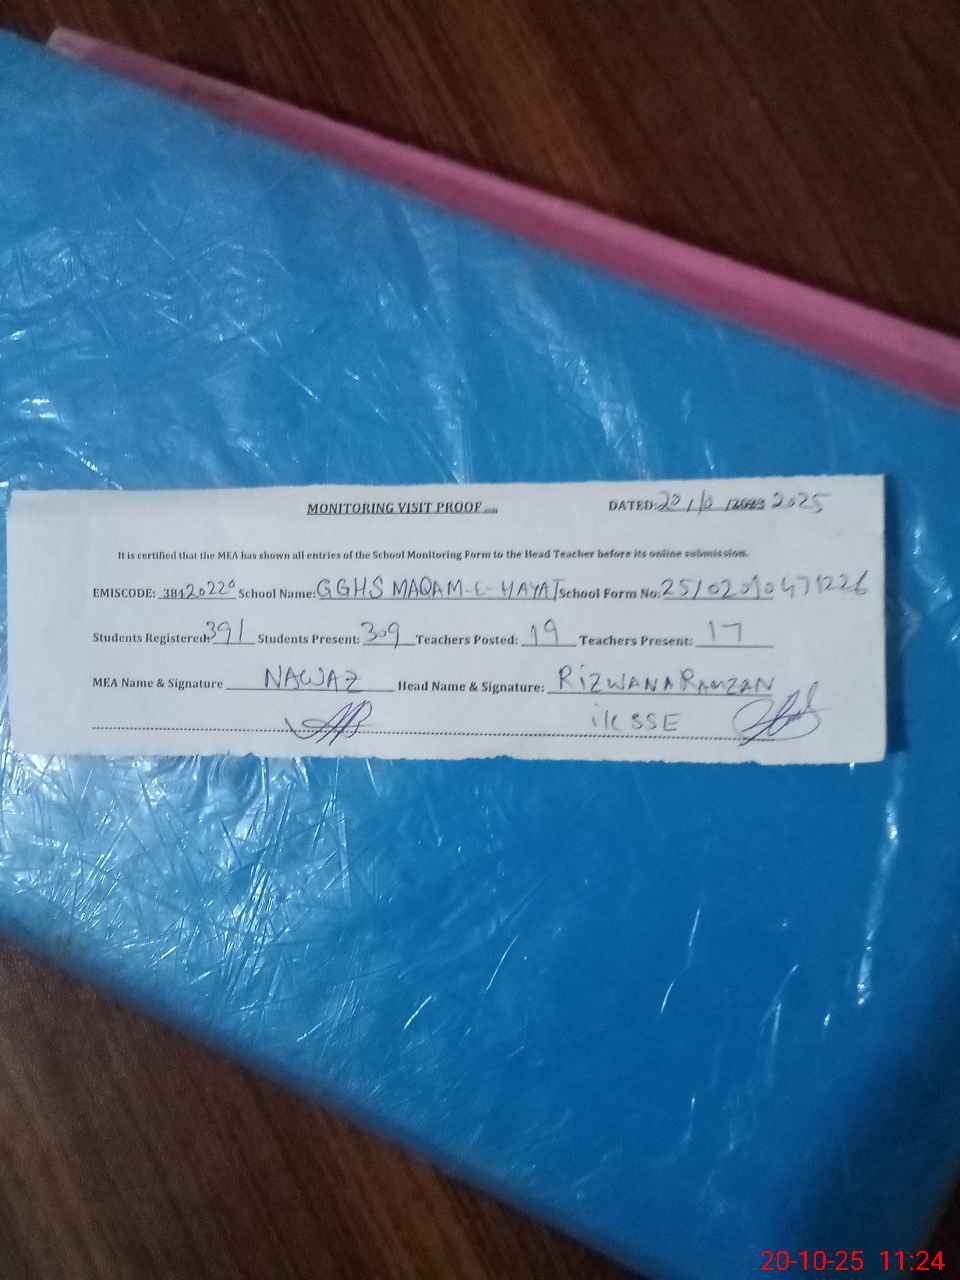 MONITORING VISIT PROOF
DATED: 20/10 2025
It is certified that the MEA has shown all entries of the School Monitoring Form to the Head Teacher before its online submission.
EMISCODE: 38420220 School Name: GGHS MAQAM-E-HAYAT School Form No: 25/02010471226
Students Registered: 391 Students Present: 309 Teachers Posted: 19 Teachers Present: 17
MEA Name & Signature NAWAZ Head Name & Signature: RIZWANA RAMZAN
i/c SSE
20-10-25 11:24